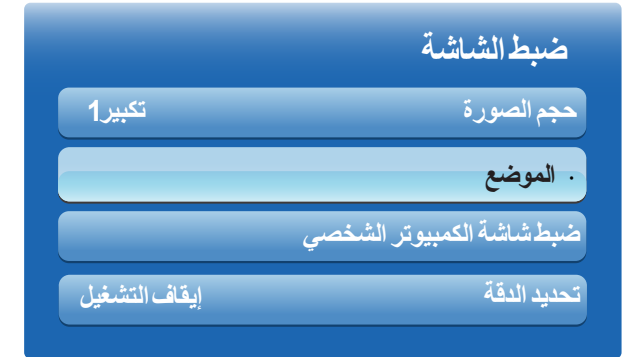 ضبط الشاشة
حجم الصورة تكبير1
· الموضع
ضبط شاشة الكمبيوتر الشخصي
تحديد الدقة إيقاف التشغيل